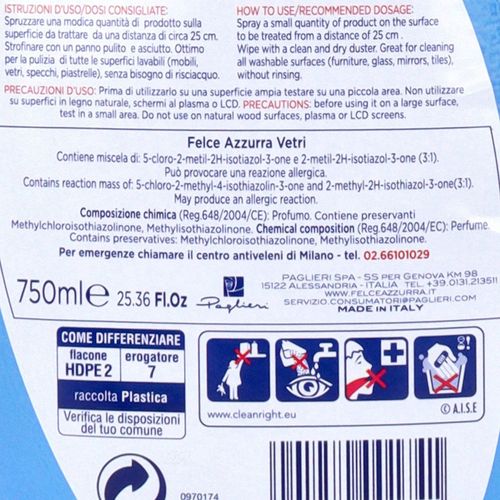 ISTRUZIONI D'USO/DOSI CONSIGLIATE:
Spruzzare una modica quantità di prodotto sulla
superficie da trattare da una distanza di circa 25 cm.
Strofinare con un panno pulito e asciutto. Ottimo
per la pulizia di tutte le superfici lavabili (mobili,
vetri, specchi, piastrelle), senza bisogno di risciacquo.
HOW TO USE/RECOMMENDED DOSAGE:
Spray a small quantity of product on the surface
to be treated from a distance of 25 cm .
Wipe with a clean and dry duster. Great for cleaning
all washable surfaces (furniture, glass, mirrors, tiles),
without rinsing.
PRECAUZIONI D'USO: Prima di utilizzarlo su una superficie ampia testare su una piccola area. Non utilizzare
su superfici in legno naturale, schermi al plasma o LCD. PRECAUTIONS: before using it on a large surface,
test in a small area. Do not use on natural wood surfaces, plasma or LCD screens.
Felce Azzurra Vetri
Contiene miscela di: 5-cloro-2-metil-2H-isotiazol-3-one e 2-metil-2H-isotiazol-3-one (3:1).
Può provocare una reazione allergica.
Contains reaction mass of: 5-chloro-2-methyl-4-isothiazolin-3-one and 2-methyl-2H-isothiazol-3-one(3:1).
May produce an allergic reaction.
Composizione chimica (Reg.648/2004/CE): Profumo. Contiene preservanti
Methylchloroisothiazolinone, Methylisothiazolinone. Chemical composition (Reg.648/2004/EC): Perfume.
Contains preservatives: Methylchloroisothiazolinone, Methylisothiazolinone.
Per emergenze chiamare il centro antiveleni di Milano - tel. 02.66101029
750ml e 25.36 Fl.Oz
Paglieri
PAGLIERI SPA - SS PER GENOVA KM 98
15122 ALESSANDRIA - ITALIA TEL. +39.0131.213511
WWW.FELCEAZZURRA.IT
SERVIZIO.CONSUMATORI@PAGLIERI.COM
MADE IN ITALY
COME DIFFERENZIARE
flacone
HDPE 2
erogatore
7
raccolta Plastica
Verifica le disposizioni
del tuo comune
www.cleanright.eu
© A.I.S.E
0970174